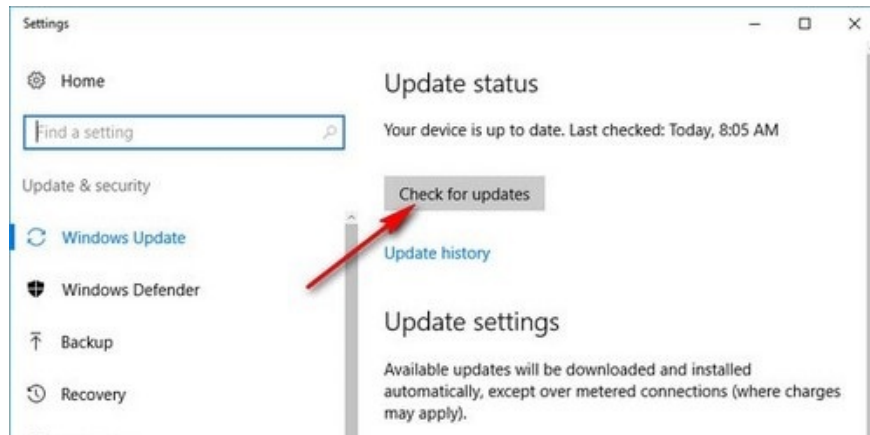 Settings
Home
Find a setting
Update & security
Windows Update
Windows Defender
Backup
Recovery
Update status
Your device is up to date. Last checked: Today, 8:05 AM
Check for updates
Update history
Update settings
Available updates will be downloaded and installed
automatically, except over metered connections (where charges
may apply).